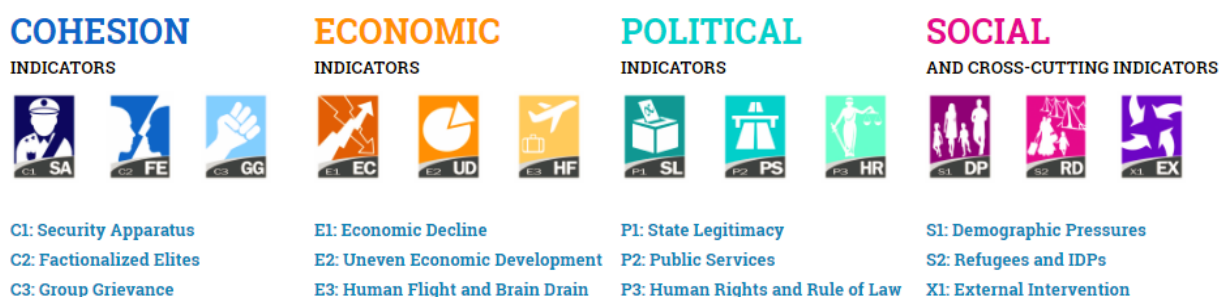 COHESION
INDICATORS
C1 SA
C2 FE
C3 GG
C1: Security Apparatus
C2: Factionalized Elites
C3: Group Grievance
ECONOMIC
INDICATORS
E1 EC
E2 UD
E3 HF
E1: Economic Decline
E2: Uneven Economic Development
E3: Human Flight and Brain Drain
POLITICAL
INDICATORS
P1 SL
P2 PS
P3 HR
P1: State Legitimacy
P2: Public Services
P3: Human Rights and Rule of Law
SOCIAL
AND CROSS-CUTTING INDICATORS
S1 DP
S2 RD
X1 EX
S1: Demographic Pressures
S2: Refugees and IDPs
X1: External Intervention